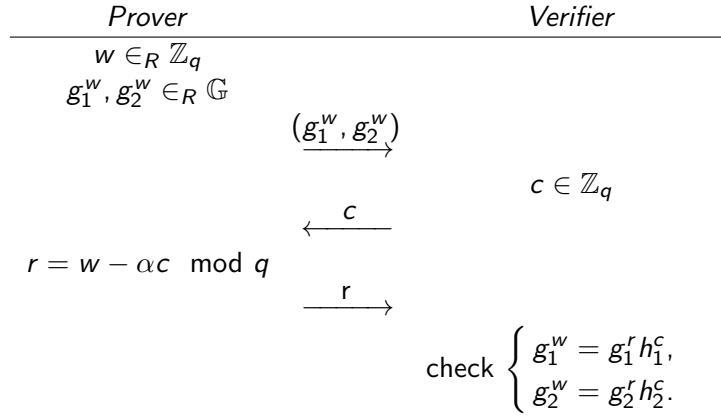 Prover Verifier
w ∈_R ℤ_q
g_1^w, g_2^w ∈_R 𝔾
(g_1^w, g_2^w)
c ∈ ℤ_q
c
r = w − αc mod q
r
check { g_1^w = g_1^r h_1^c,
g_2^w = g_2^r h_2^c.